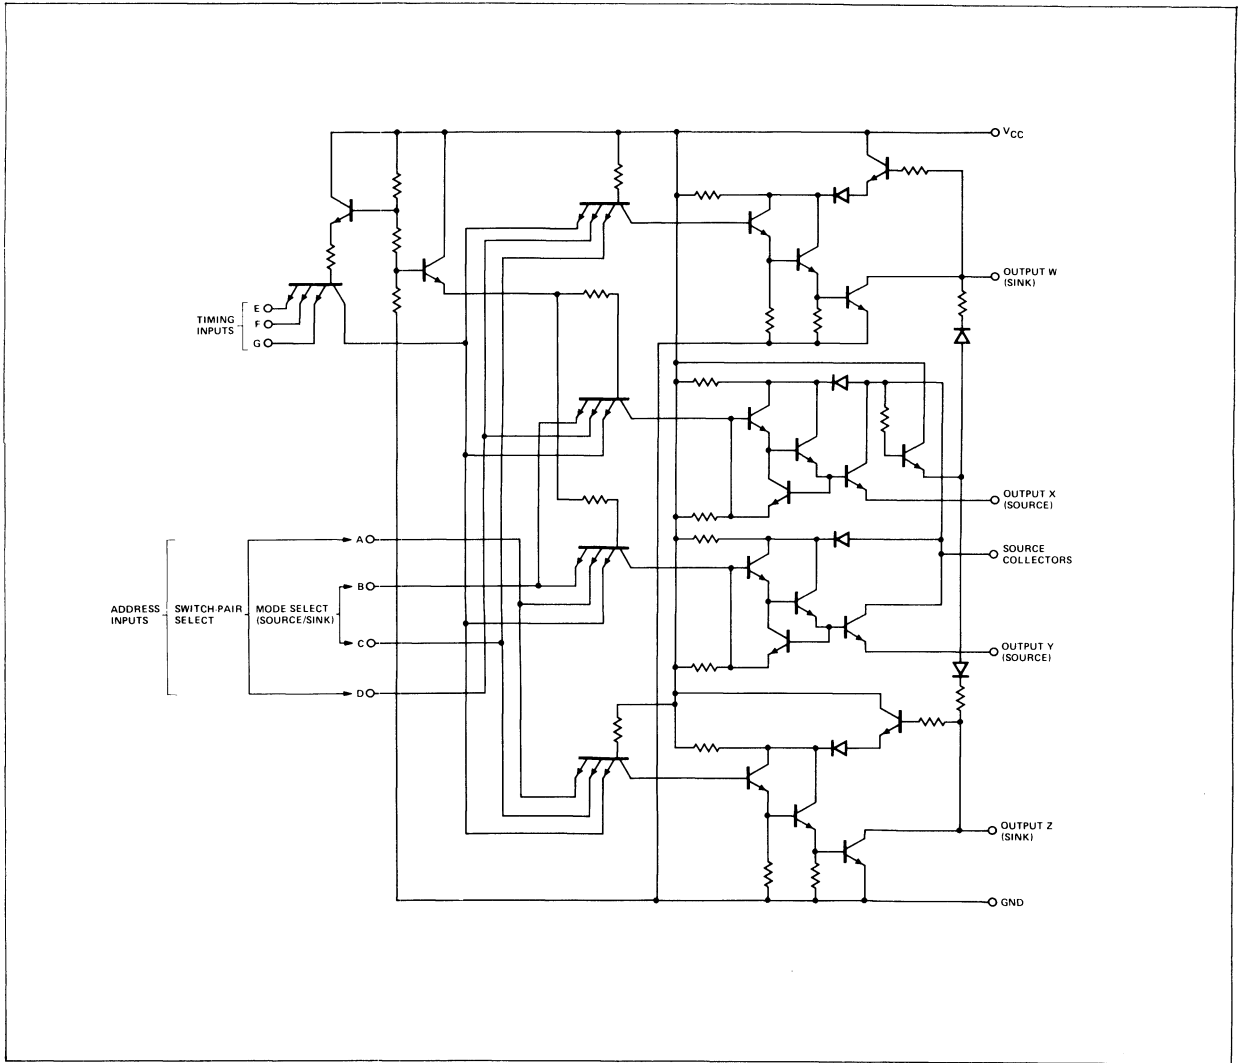 VCC
OUTPUT W
(SINK)
E
TIMING
INPUTS
F
G
OUTPUT X
(SOURCE)
A
SOURCE
COLLECTORS
B
ADDRESS
INPUTS
SWITCH-PAIR
SELECT
MODE SELECT
(SOURCE/SINK)
C
OUTPUT Y
(SOURCE)
D
OUTPUT Z
(SINK)
GND